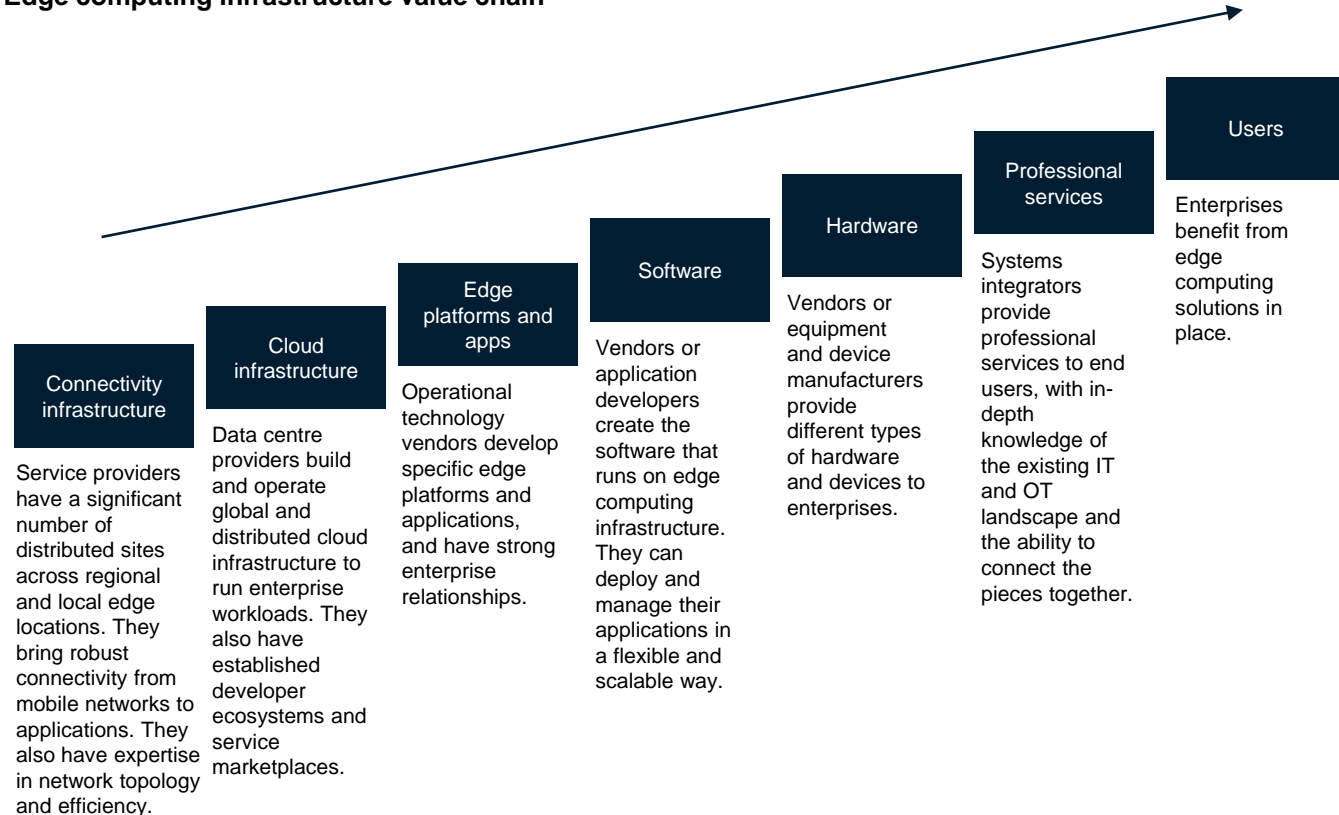 Edge computing infrastructure value chain
Users
Enterprises
benefit from
edge
computing
solutions in
place.
Professional
services
Systems
integrators
provide
professional
services to end
users, with in-
depth
knowledge of
the existing IT
and OT
landscape and
the ability to
connect the
pieces together.
Hardware
Vendors or
equipment
and device
manufacturers
provide
different types
of hardware
and devices to
enterprises.
Software
Vendors or
application
developers
create the
software that
runs on edge
computing
infrastructure.
They can
deploy and
manage their
applications in
a flexible and
scalable way.
Edge
platforms and
apps
Operational
technology
vendors develop
specific edge
platforms and
applications,
and have strong
enterprise
relationships.
Cloud
infrastructure
Data centre
providers build
and operate
global and
distributed cloud
infrastructure to
run enterprise
workloads. They
also have
established
developer
ecosystems and
service
marketplaces.
Connectivity
infrastructure
Service providers
have a significant
number of
distributed sites
across regional
and local edge
locations. They
bring robust
connectivity from
mobile networks to
applications. They
also have expertise
in network topology
and efficiency.